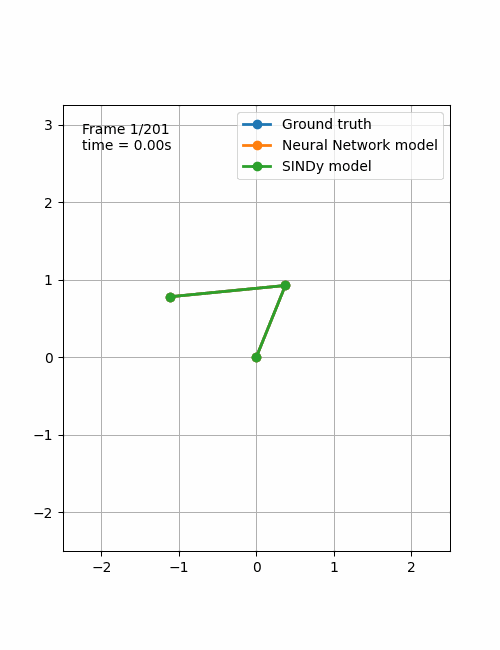 Frame 1/201
time = 0.00s
Ground truth
Neural Network model
SINDy model
3
2
1
0
−1
−2
−2
−1
0
1
2